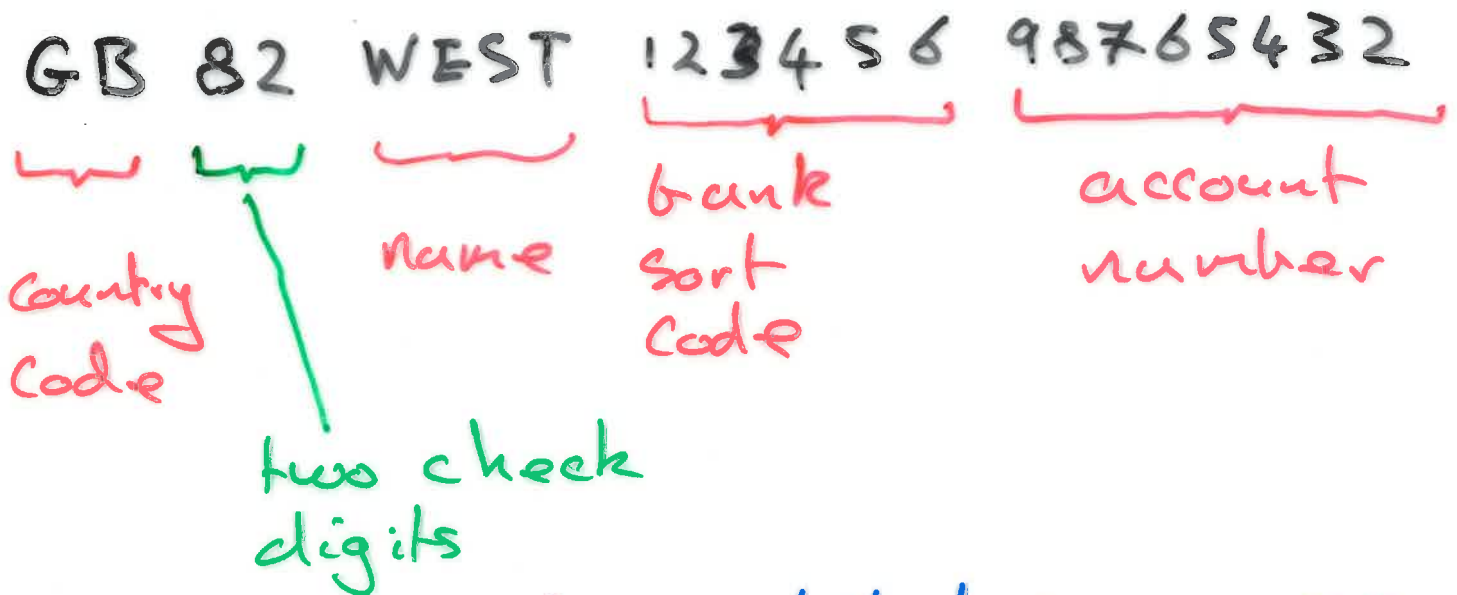 GB 82 WEST 123456 98765432
country code
name
bank sort code
account number
two check digits